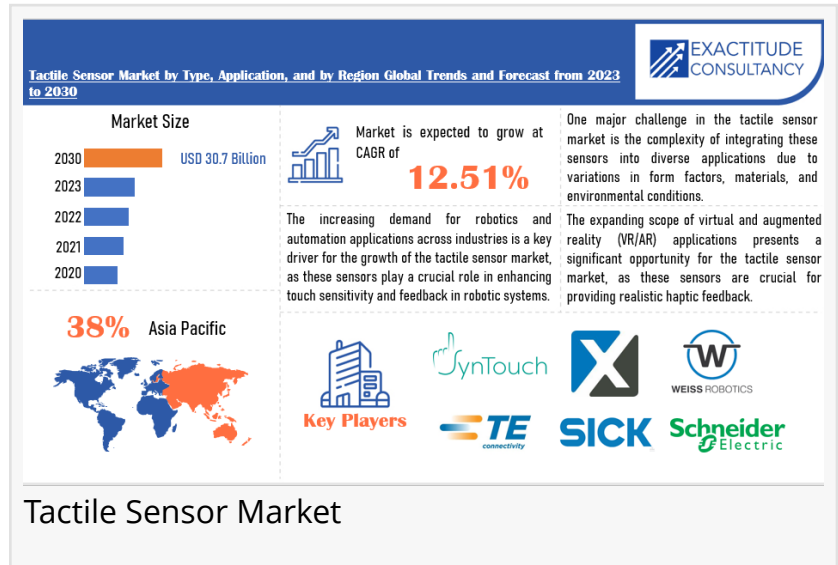 EXACTITUDE
CONSULTANCY
Tactile Sensor Market by Type, Application, and by Region Global Trends and Forecast from 2023
to 2030
Market Size
2030
USD 30.7 Billion
2023
2022
2021
2020
Market is expected to grow at
CAGR of
12.51%
One major challenge in the tactile sensor
market is the complexity of integrating these
sensors into diverse applications due to
variations in form factors, materials, and
environmental conditions.
The increasing demand for robotics and
automation applications across industries is a key
driver for the growth of the tactile sensor market,
as these sensors play a crucial role in enhancing
touch sensitivity and feedback in robotic systems.
The expanding scope of virtual and augmented
reality (VR/AR) applications presents a
significant opportunity for the tactile sensor
market, as these sensors are crucial for
providing realistic haptic feedback.
38% Asia Pacific
Key Players
SynTouch
X
W
WEISS ROBOTICS
TE
connectivity
SICK
Schneider
Electric
Tactile Sensor Market